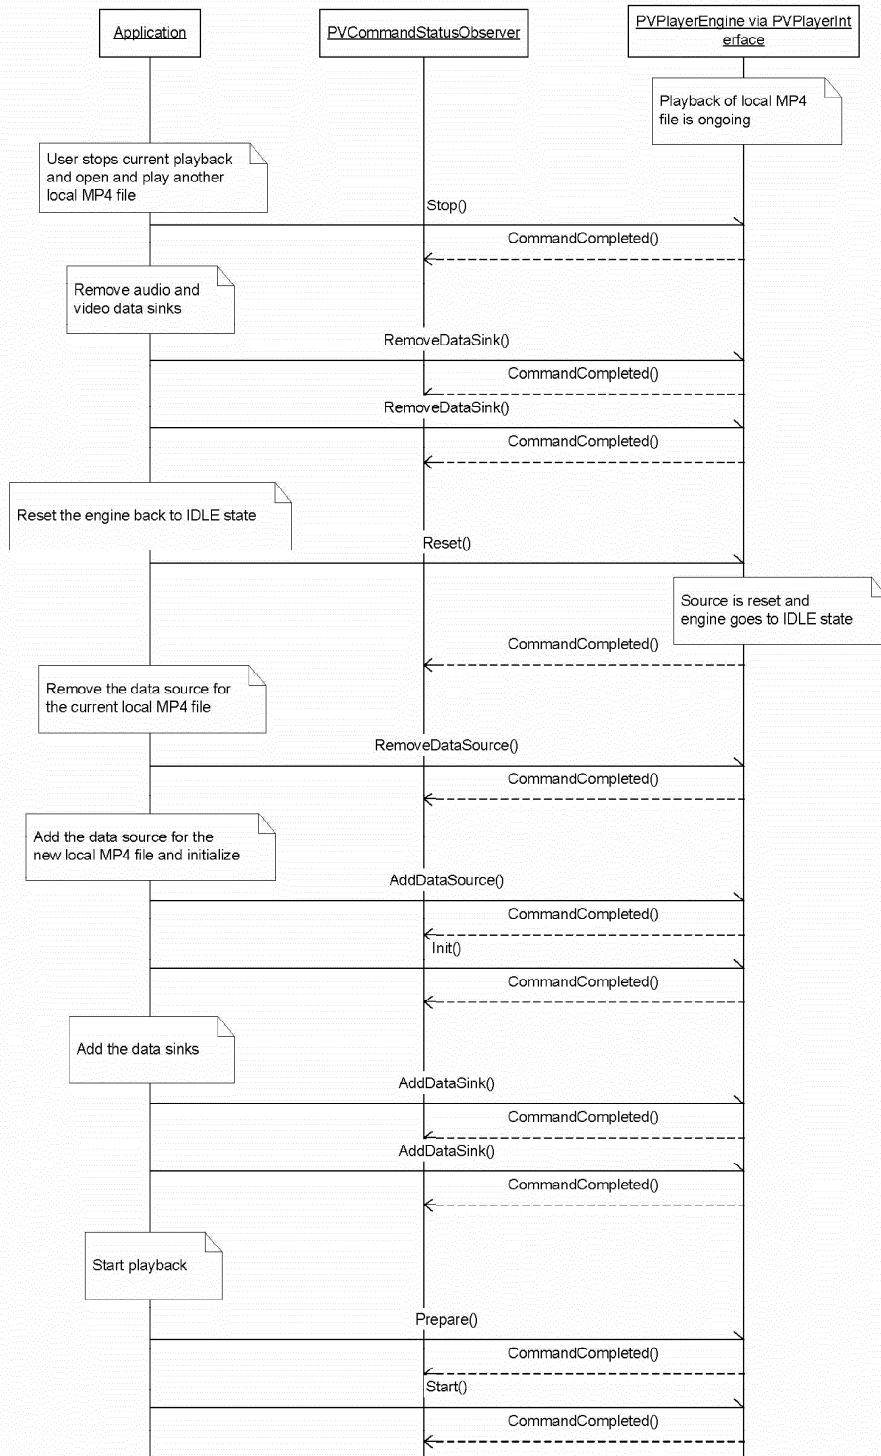 Application
PVCommandStatusObserver
PVPlayerEngine via PVPlayerInt
erface
Playback of local MP4
file is ongoing
User stops current playback
and open and play another
local MP4 file
Stop()
CommandCompleted()
Remove audio and
video data sinks
RemoveDataSink()
CommandCompleted()
RemoveDataSink()
CommandCompleted()
Reset the engine back to IDLE state
Reset()
Source is reset and
engine goes to IDLE state
CommandCompleted()
Remove the data source for
the current local MP4 file
RemoveDataSource()
CommandCompleted()
Add the data source for the
new local MP4 file and initialize
AddDataSource()
CommandCompleted()
Init()
CommandCompleted()
Add the data sinks
AddDataSink()
CommandCompleted()
AddDataSink()
CommandCompleted()
Start playback
Prepare()
CommandCompleted()
Start()
CommandCompleted()